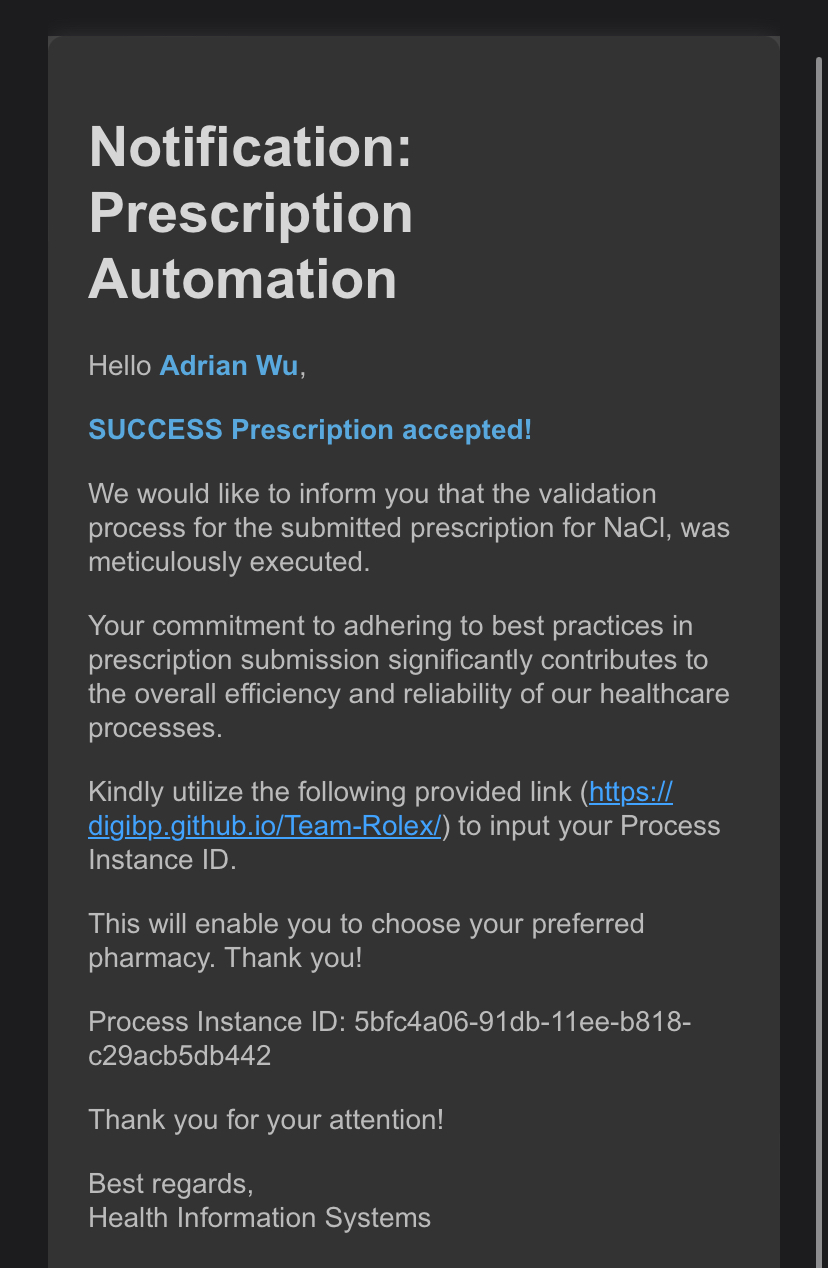 Notification:
Prescription
Automation
Hello Adrian Wu,
SUCCESS Prescription accepted!
We would like to inform you that the validation
process for the submitted prescription for NaCl, was
meticulously executed.
Your commitment to adhering to best practices in
prescription submission significantly contributes to
the overall efficiency and reliability of our healthcare
processes.
Kindly utilize the following provided link (https://
digibp.github.io/Team-Rolex/) to input your Process
Instance ID.
This will enable you to choose your preferred
pharmacy. Thank you!
Process Instance ID: 5bfc4a06-91db-11ee-b818-
c29acb5db442
Thank you for your attention!
Best regards,
Health Information Systems